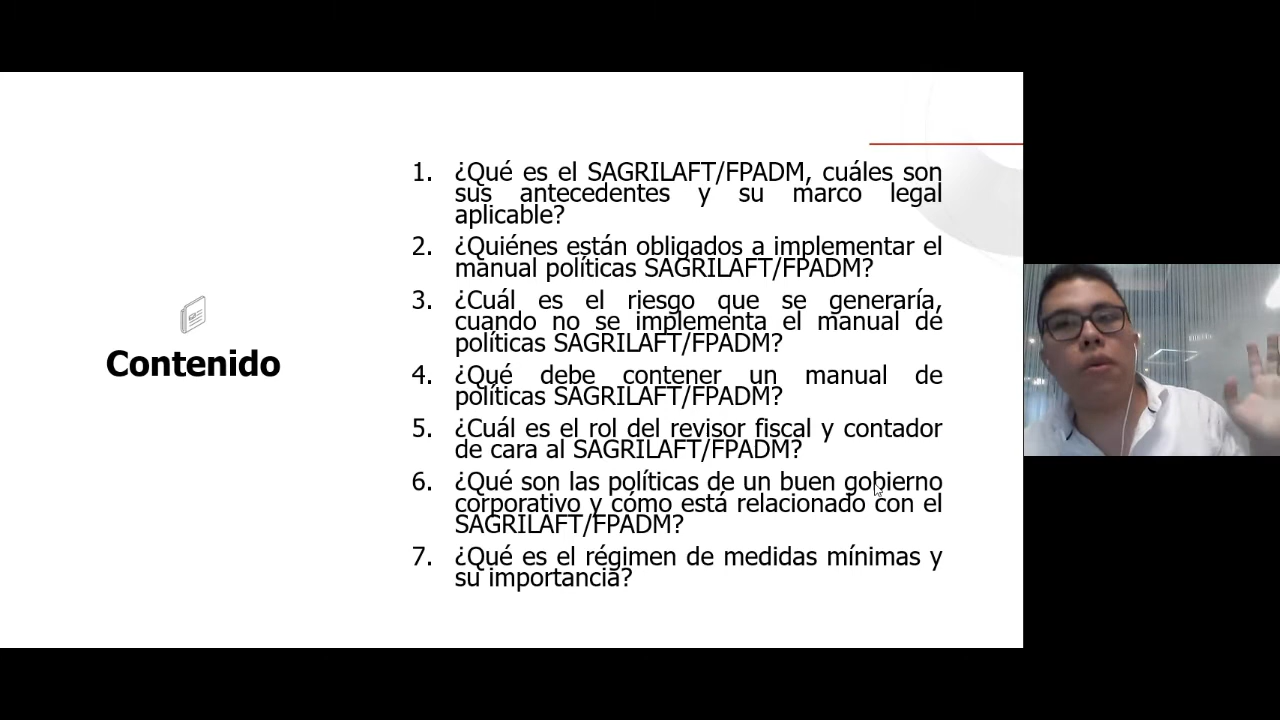 Contenido
1. ¿Qué es el SAGRILAFT/FPADM, cuáles son
sus antecedentes y su marco legal
aplicable?
2. ¿Quiénes están obligados a implementar el
manual políticas SAGRILAFT/FPADM?
3. ¿Cuál es el riesgo que se generaría,
cuando no se implementa el manual de
políticas SAGRILAFT/FPADM?
4. ¿Qué debe contener un manual de
políticas SAGRILAFT/FPADM?
5. ¿Cuál es el rol del revisor fiscal y contador
de cara al SAGRILAFT/FPADM?
6. ¿Qué son las políticas de un buen gobierno
corporativo y cómo está relacionado con el
SAGRILAFT/FPADM?
7. ¿Qué es el régimen de medidas mínimas y
su importancia?